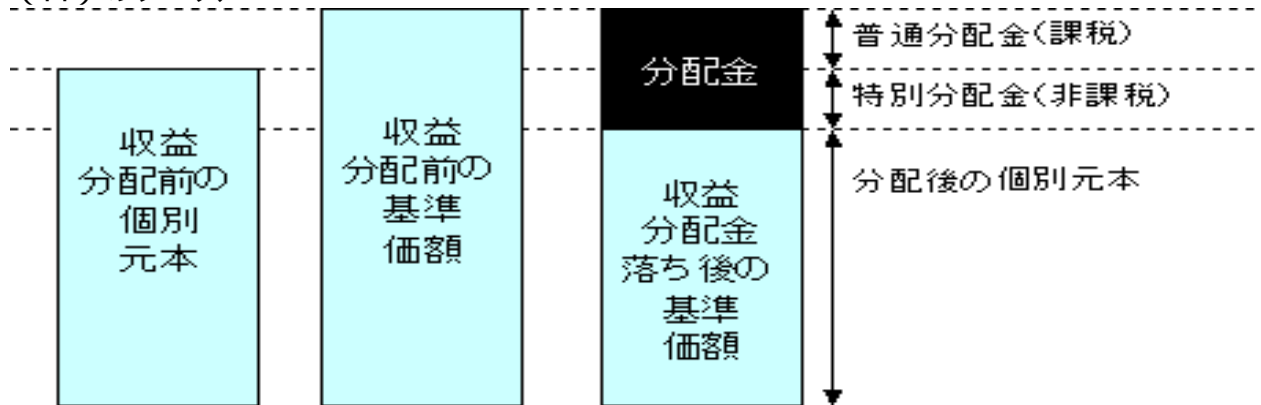 普通分配金(課税)
分配金
特別分配金(非課税)
収益
分配前の
個別
元本
収益
分配前の
基準
価額
収益
分配金
落ち後の
基準
価額
分配後の個別元本